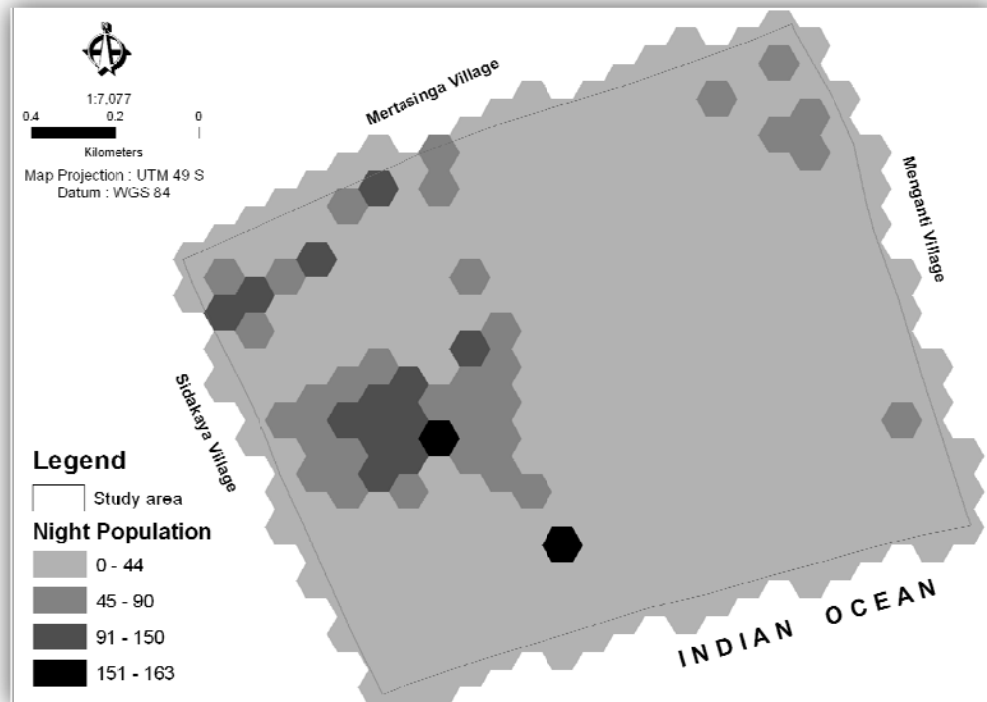 1:7.077
0.4 0.2 0
Kilometers
Map Projection : UTM 49 S
Datum : WGS 84
Mertasinga Village
Menganti Village
Sidakaya Village
INDIAN OCEAN
Legend
Study area
Night Population
0 - 44
45 - 90
91 - 150
151 - 163